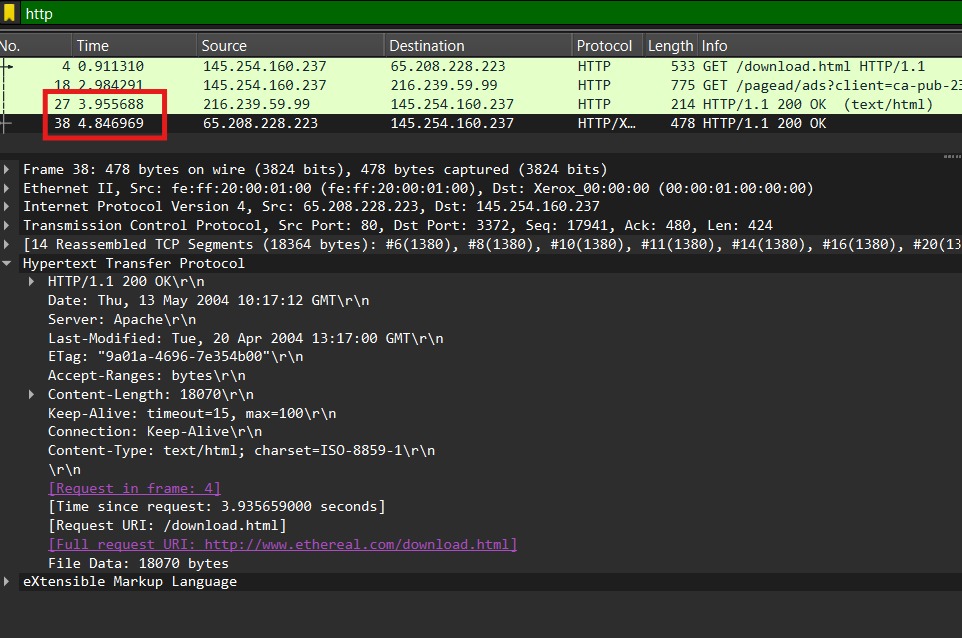 http
No. Time Source Destination Protocol Length Info
4 0.911310 145.254.160.237 65.208.228.223 HTTP 533 GET /download.html HTTP/1.1
18 2.984291 145.254.160.237 216.239.59.99 HTTP 775 GET /pagead/ads?client=ca-pub-23
27 3.955688 216.239.59.99 145.254.160.237 HTTP 214 HTTP/1.1 200 OK (text/html)
38 4.846969 65.208.228.223 145.254.160.237 HTTP/X… 478 HTTP/1.1 200 OK
Frame 38: 478 bytes on wire (3824 bits), 478 bytes captured (3824 bits)
Ethernet II, Src: fe:ff:20:00:01:00 (fe:ff:20:00:01:00), Dst: Xerox_00:00:00 (00:00:01:00:00:00)
Internet Protocol Version 4, Src: 65.208.228.223, Dst: 145.254.160.237
Transmission Control Protocol, Src Port: 80, Dst Port: 3372, Seq: 17941, Ack: 480, Len: 424
[14 Reassembled TCP Segments (18364 bytes): #6(1380), #8(1380), #10(1380), #11(1380), #14(1380), #16(1380), #20(13
Hypertext Transfer Protocol
HTTP/1.1 200 OK\r\n
Date: Thu, 13 May 2004 10:17:12 GMT\r\n
Server: Apache\r\n
Last-Modified: Tue, 20 Apr 2004 13:17:00 GMT\r\n
ETag: "9a01a-4696-7e354b00"\r\n
Accept-Ranges: bytes\r\n
Content-Length: 18070\r\n
Keep-Alive: timeout=15, max=100\r\n
Connection: Keep-Alive\r\n
Content-Type: text/html; charset=ISO-8859-1\r\n
\r\n
[Request in frame: 4]
[Time since request: 3.935659000 seconds]
[Request URI: /download.html]
[Full request URI: http://www.ethereal.com/download.html]
File Data: 18070 bytes
eXtensible Markup Language